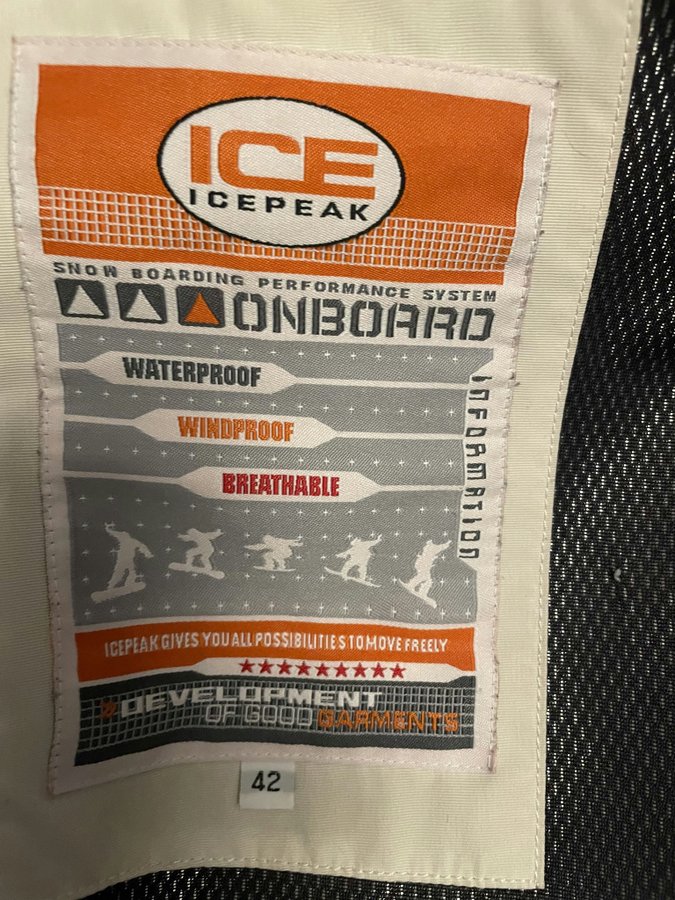 ICE
ICEPEAK
SNOW BOARDING PERFORMANCE SYSTEM
ONBOARD
WATERPROOF
WINDPROOF
BREATHABLE
INFORMATION
ICEPEAK GIVES YOU ALL POSSIBILITIES TO MOVE FREELY
DEVELOPMENT
OF GOOD GARMENTS
42